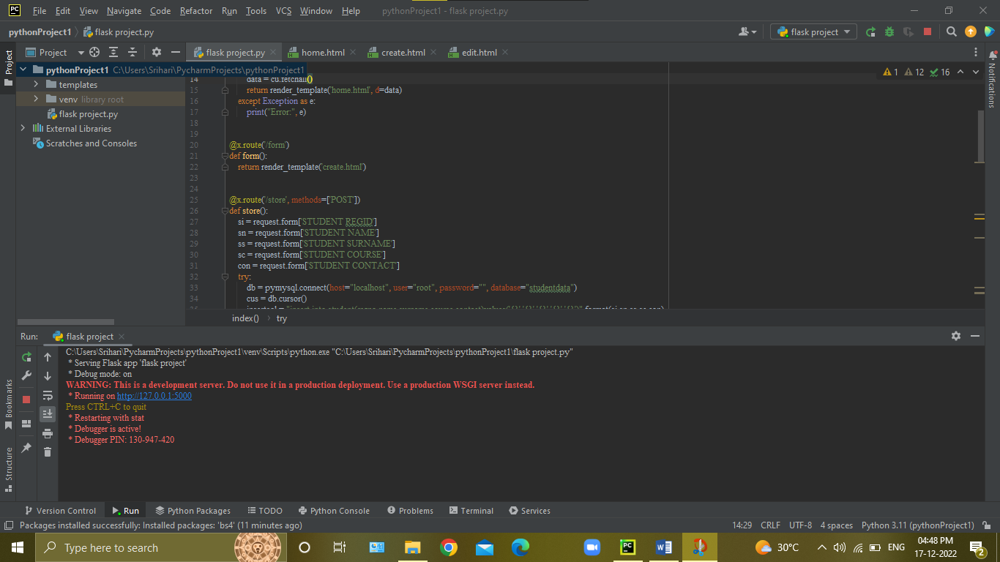 PC File Edit View Navigate Code Refactor Run Tools VCS Window Help pythonProject1 - flask project.py
pythonProject1 flask project.py flask project
Project flask project.py home.html create.html edit.html
pythonProject1 C:\Users\Srihari\PycharmProjects\pythonProject1
templates
venv library root
flask project.py
External Libraries
Scratches and Consoles
1 12 16
14 data = cu.fetchall()
15 return render_template('home.html', d=data)
16 except Exception as e:
17 print("Error:", e)
18
19
20 @x.route('/form')
21 def form():
22 return render_template('create.html')
23
24
25 @x.route('/store', methods=['POST'])
26 def store():
27 si = request.form['STUDENT REGID']
28 sn = request.form['STUDENT NAME']
29 ss = request.form['STUDENT SURNAME']
30 sc = request.form['STUDENT COURSE']
31 con = request.form['STUDENT CONTACT']
32 try:
33 db = pymysql.connect(host="localhost", user="root", password="", database="studentdata")
34 cus = db.cursor()
index() try
Project
Notifications
Bookmarks
Structure
Run: flask project
C:\Users\Srihari\PycharmProjects\pythonProject1\venv\Scripts\python.exe "C:\Users\Srihari\PycharmProjects\pythonProject1\flask project.py"
* Serving Flask app 'flask project'
* Debug mode: on
WARNING: This is a development server. Do not use it in a production deployment. Use a production WSGI server instead.
* Running on http://127.0.0.1:5000
Press CTRL+C to quit
* Restarting with stat
* Debugger is active!
* Debugger PIN: 130-947-420
Version Control Run Python Packages TODO Python Console Problems Terminal Services
Packages installed successfully: Installed packages: 'bs4' (11 minutes ago) 14:29 CRLF UTF-8 4 spaces Python 3.11 (pythonProject1)
Type here to search PC W 30°C ENG 04:48 PM
17-12-2022 2